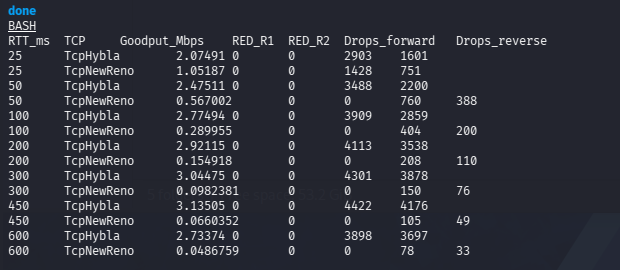 done
BASH
RTT_ms TCP Goodput_Mbps RED_R1 RED_R2 Drops_forward Drops_reverse
25 TcpHybla 2.07491 0 0 2903 1601
25 TcpNewReno 1.05187 0 0 1428 751
50 TcpHybla 2.47511 0 0 3488 2200
50 TcpNewReno 0.567002 0 0 760 388
100 TcpHybla 2.77494 0 0 3909 2859
100 TcpNewReno 0.289955 0 0 404 200
200 TcpHybla 2.92115 0 0 4113 3538
200 TcpNewReno 0.154918 0 0 208 110
300 TcpHybla 3.04475 0 0 4301 3878
300 TcpNewReno 0.0982381 0 0 150 76
450 TcpHybla 3.13505 0 0 4422 4176
450 TcpNewReno 0.0660352 0 0 105 49
600 TcpHybla 2.73374 0 0 3898 3697
600 TcpNewReno 0.0486759 0 0 78 33